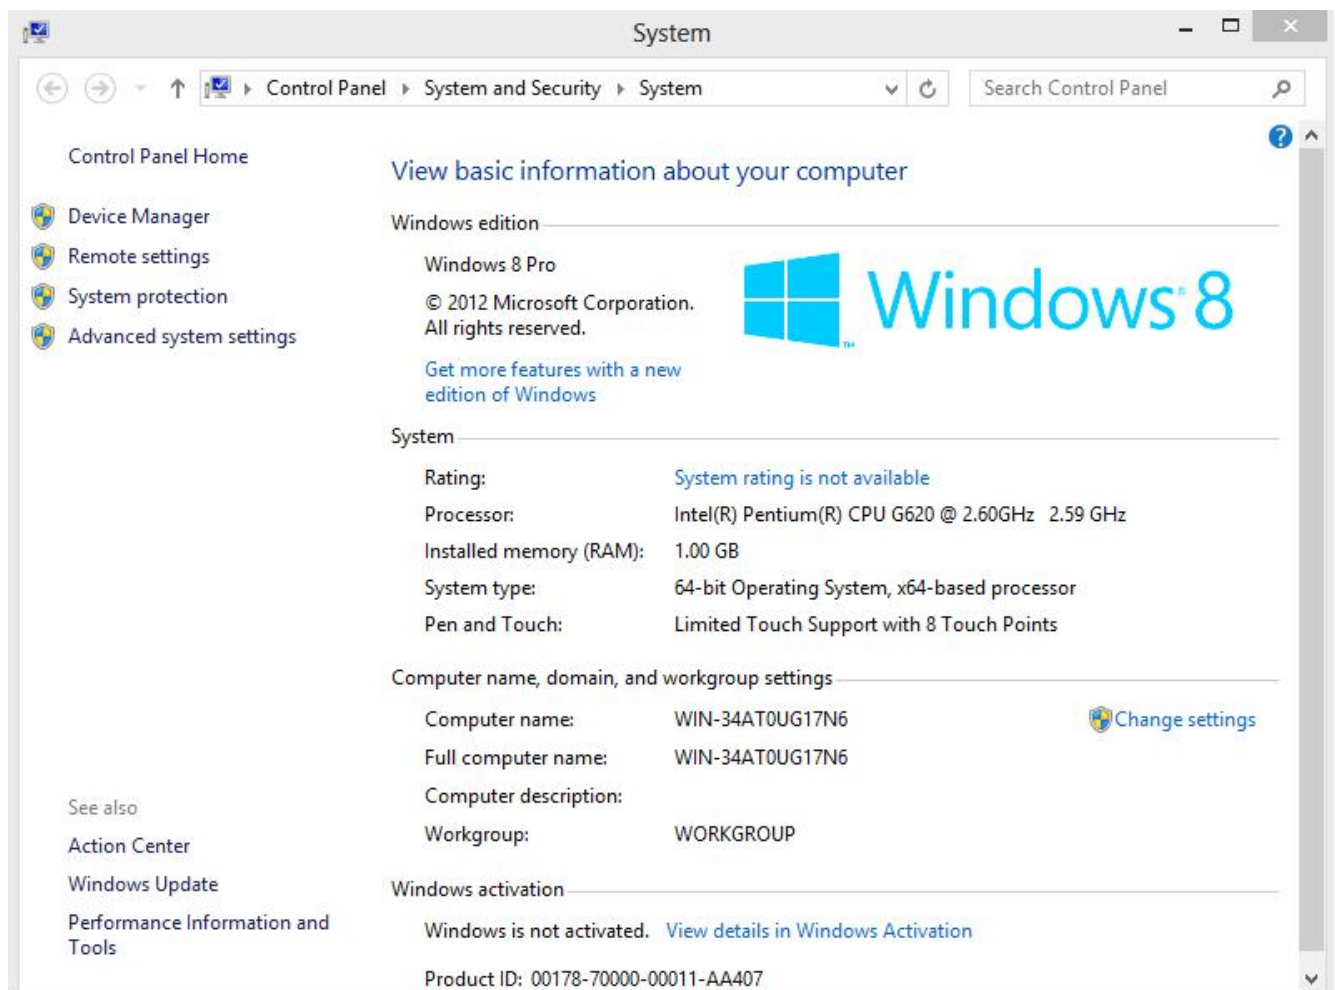 System
Control Panel System and Security System
Search Control Panel
Control Panel Home
Device Manager
Remote settings
System protection
Advanced system settings
See also
Action Center
Windows Update
Performance Information and
Tools
View basic information about your computer
Windows edition
Windows 8 Pro
© 2012 Microsoft Corporation.
All rights reserved.
Get more features with a new
edition of Windows
Windows® 8
™
System
Rating: System rating is not available
Processor: Intel(R) Pentium(R) CPU G620 @ 2.60GHz 2.59 GHz
Installed memory (RAM): 1.00 GB
System type: 64-bit Operating System, x64-based processor
Pen and Touch: Limited Touch Support with 8 Touch Points
Computer name, domain, and workgroup settings
Computer name: WIN-34AT0UG17N6 Change settings
Full computer name: WIN-34AT0UG17N6
Computer description:
Workgroup: WORKGROUP
Windows activation
Windows is not activated. View details in Windows Activation
Product ID: 00178-70000-00011-AA407